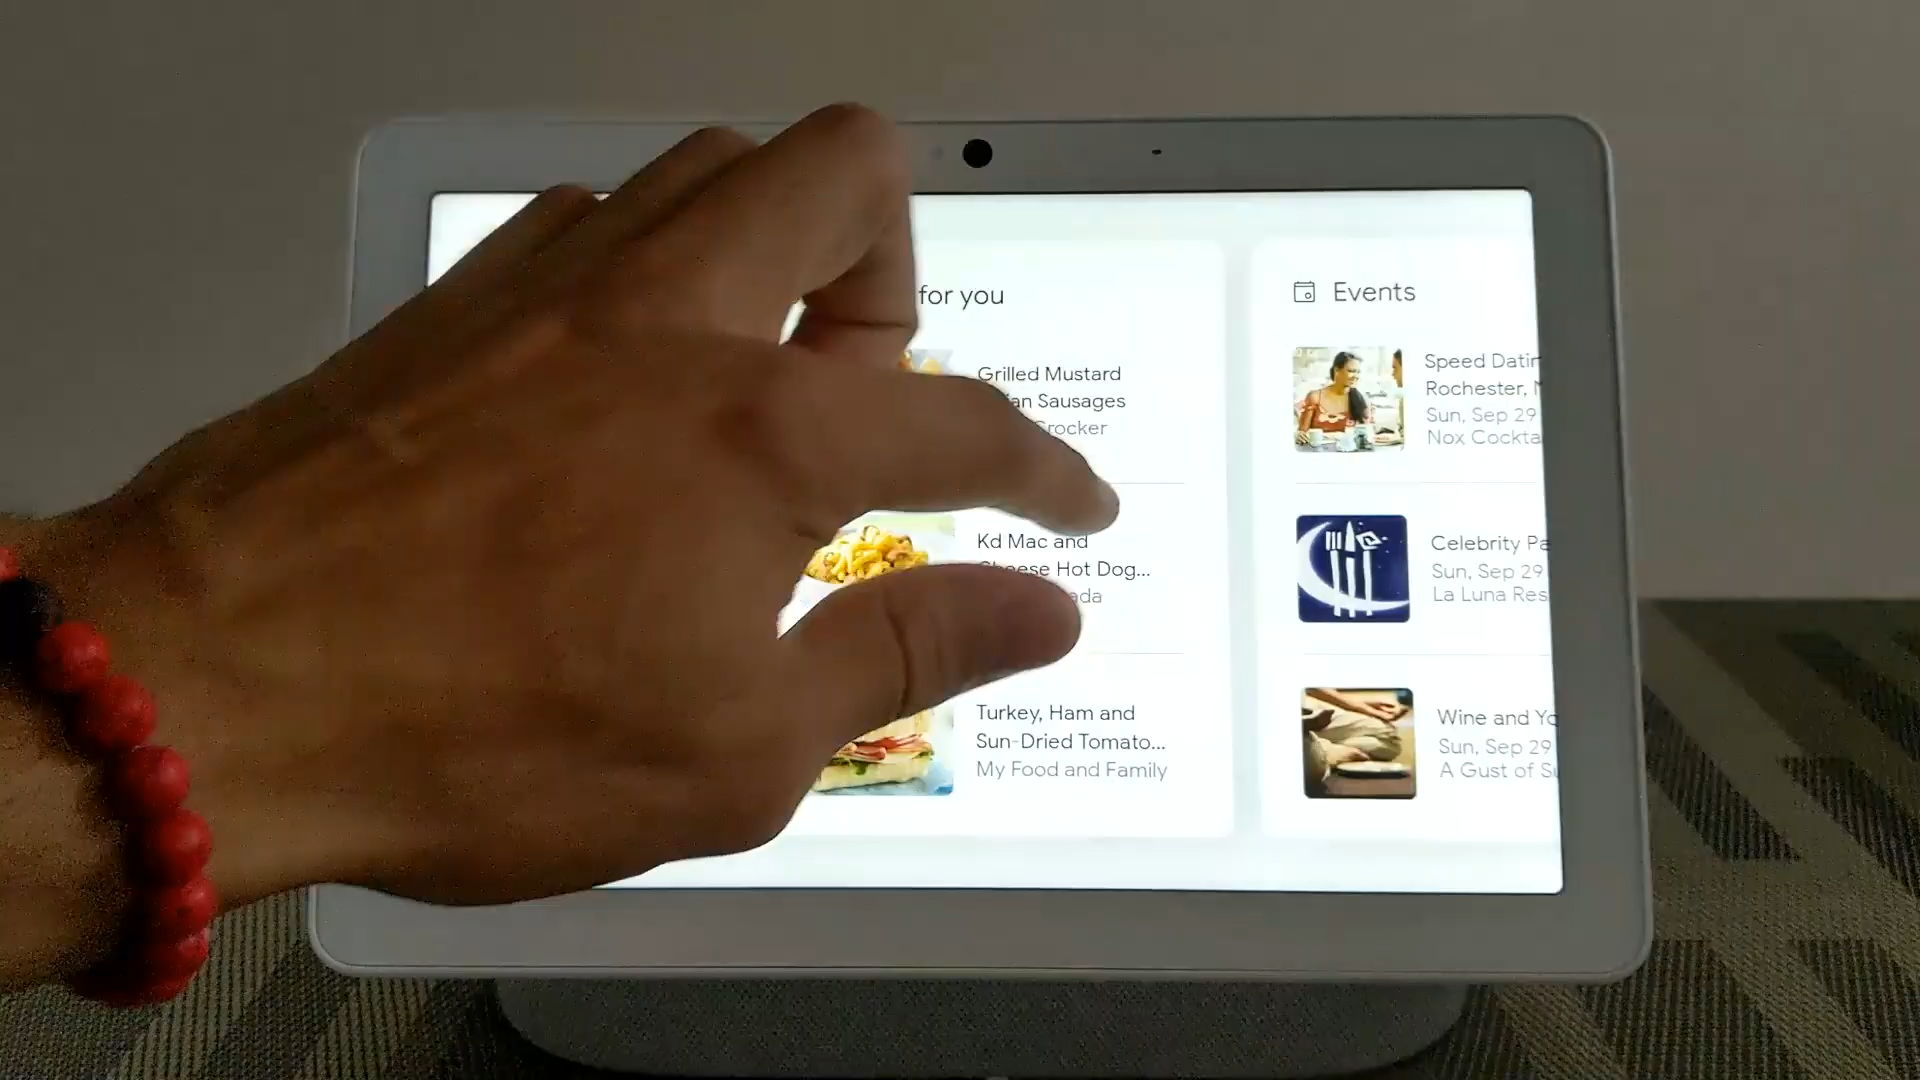 for you
Grilled Mustard
Sausages
Crocker
Kd Mac and
Cheese Hot Dog...
Turkey, Ham and
Sun-Dried Tomato...
My Food and Family
Events
Speed Datin
Rochester,
Sun, Sep 29
Nox Cockta
Celebrity Pa
Sun, Sep 29
La Luna Res
Wine and Yo
Sun, Sep 29
A Gust of Su